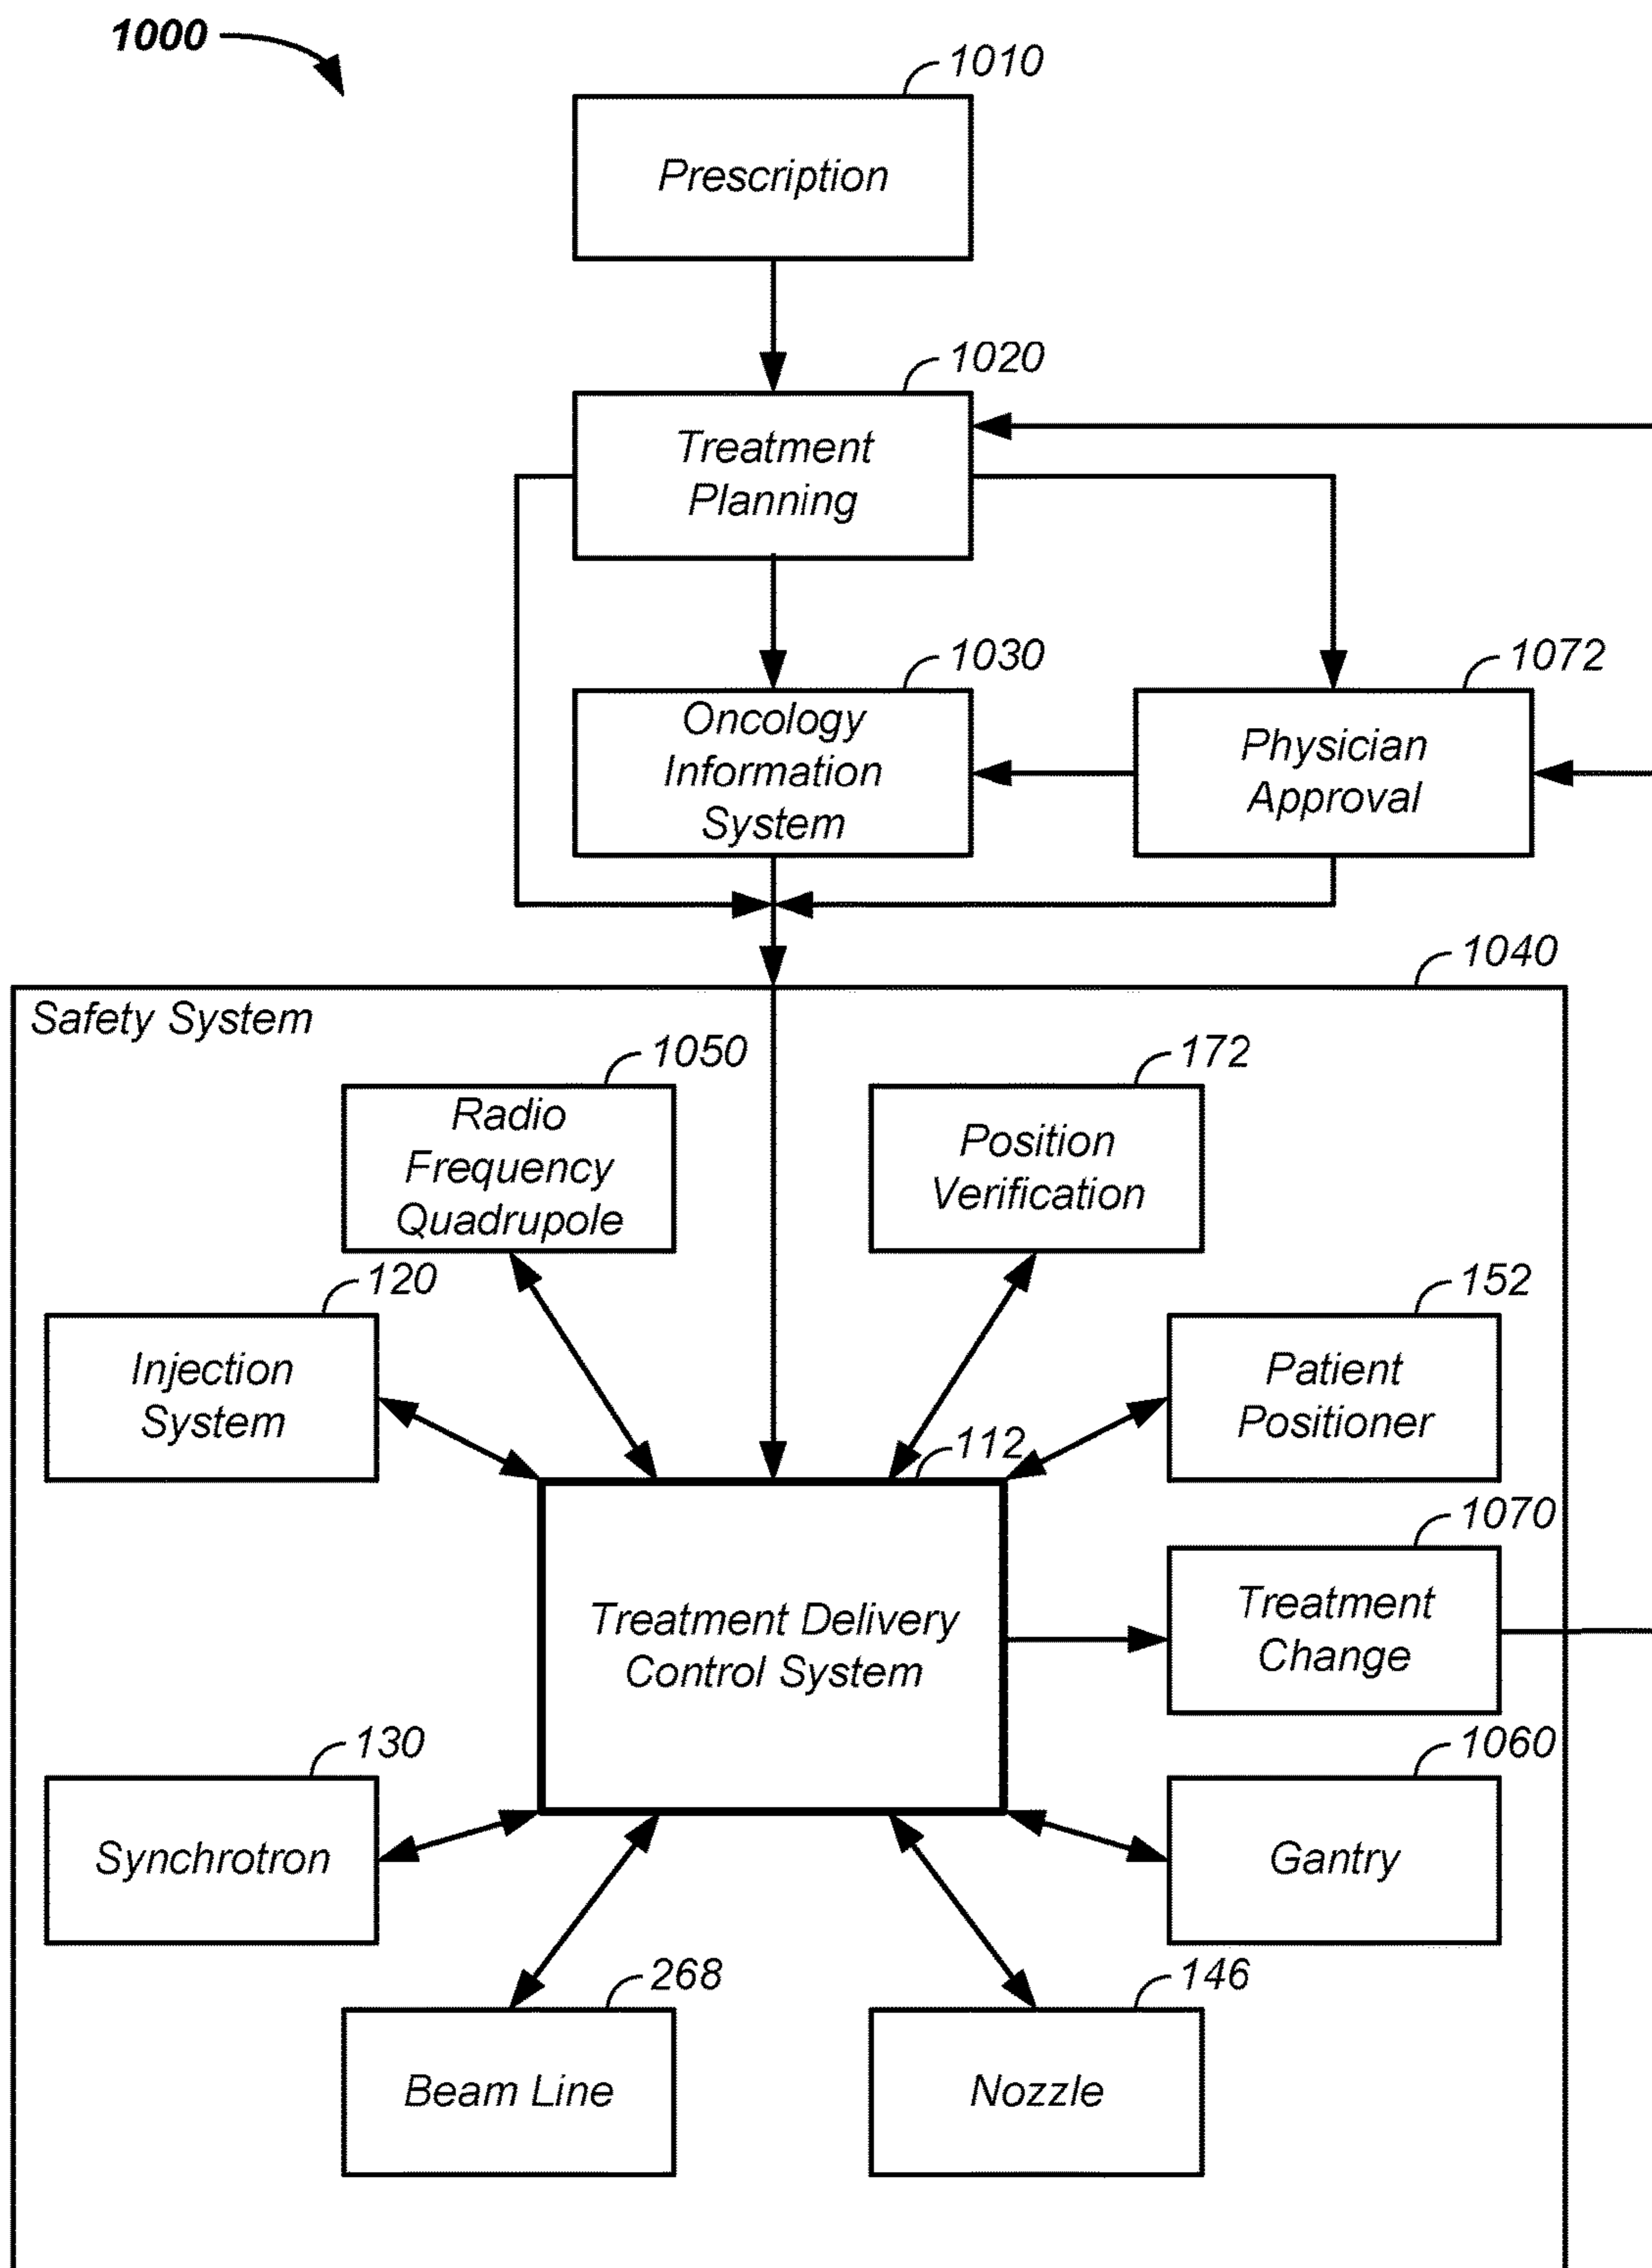 1000
1010
Prescription
1020
Treatment
Planning
1030
Oncology
Information
System
1072
Physician
Approval
1040
Safety System
1050
Radio
Frequency
Quadrupole
172
Position
Verification
120
Injection
System
152
Patient
Positioner
112
Treatment Delivery
Control System
1070
Treatment
Change
130
Synchrotron
1060
Gantry
268
Beam Line
146
Nozzle